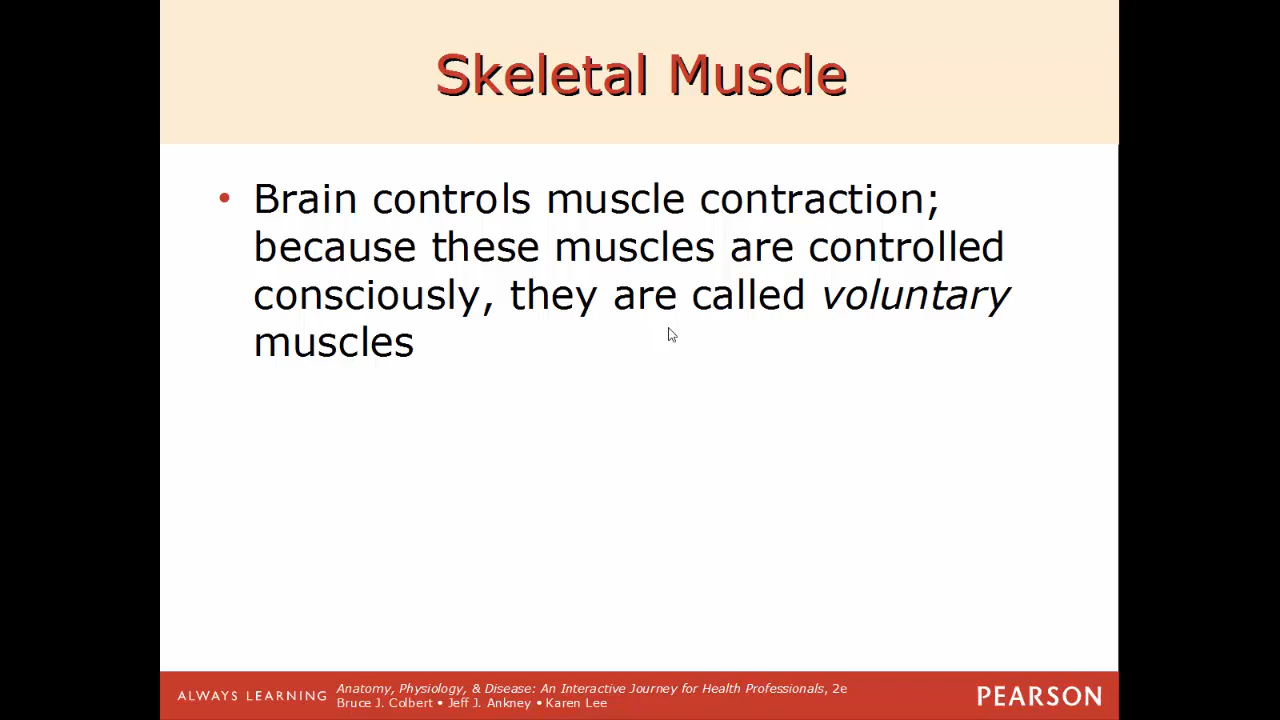 Skeletal Muscle
• Brain controls muscle contraction;
because these muscles are controlled
consciously, they are called voluntary
muscles
ALWAYS LEARNING
Anatomy, Physiology, & Disease: An Interactive Journey for Health Professionals, 2e
Bruce J. Colbert • Jeff J. Ankney • Karen Lee
PEARSON